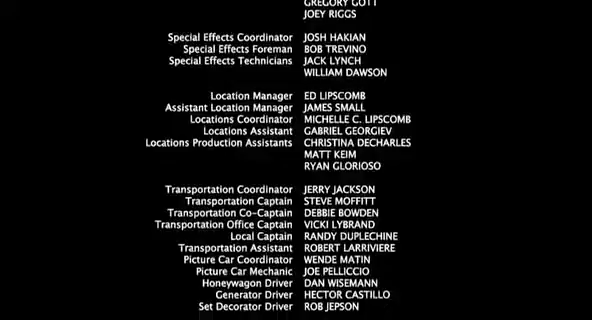 GREGORY GOTT
JOEY RIGGS
Special Effects Coordinator JOSH HAKIAN
Special Effects Foreman BOB TREVINO
Special Effects Technicians JACK LYNCH
WILLIAM DAWSON
Location Manager ED LIPSCOMB
Assistant Location Manager JAMES SMALL
Locations Coordinator MICHELLE C. LIPSCOMB
Locations Assistant GABRIEL GEORGIEV
Locations Production Assistants CHRISTINA DECHARLES
MATT KEIM
RYAN GLORIOSO
Transportation Coordinator JERRY JACKSON
Transportation Captain STEVE MOFFITT
Transportation Co-Captain DEBBIE BOWDEN
Transportation Office Captain VICKI LYBRAND
Local Captain RANDY DUPLECHINE
Transportation Assistant ROBERT LARRIVIERE
Picture Car Coordinator WENDE MATIN
Picture Car Mechanic JOE PELLICCIO
Honeywagon Driver DAN WISEMANN
Generator Driver HECTOR CASTILLO
Set Decorator Driver ROB JEPSON